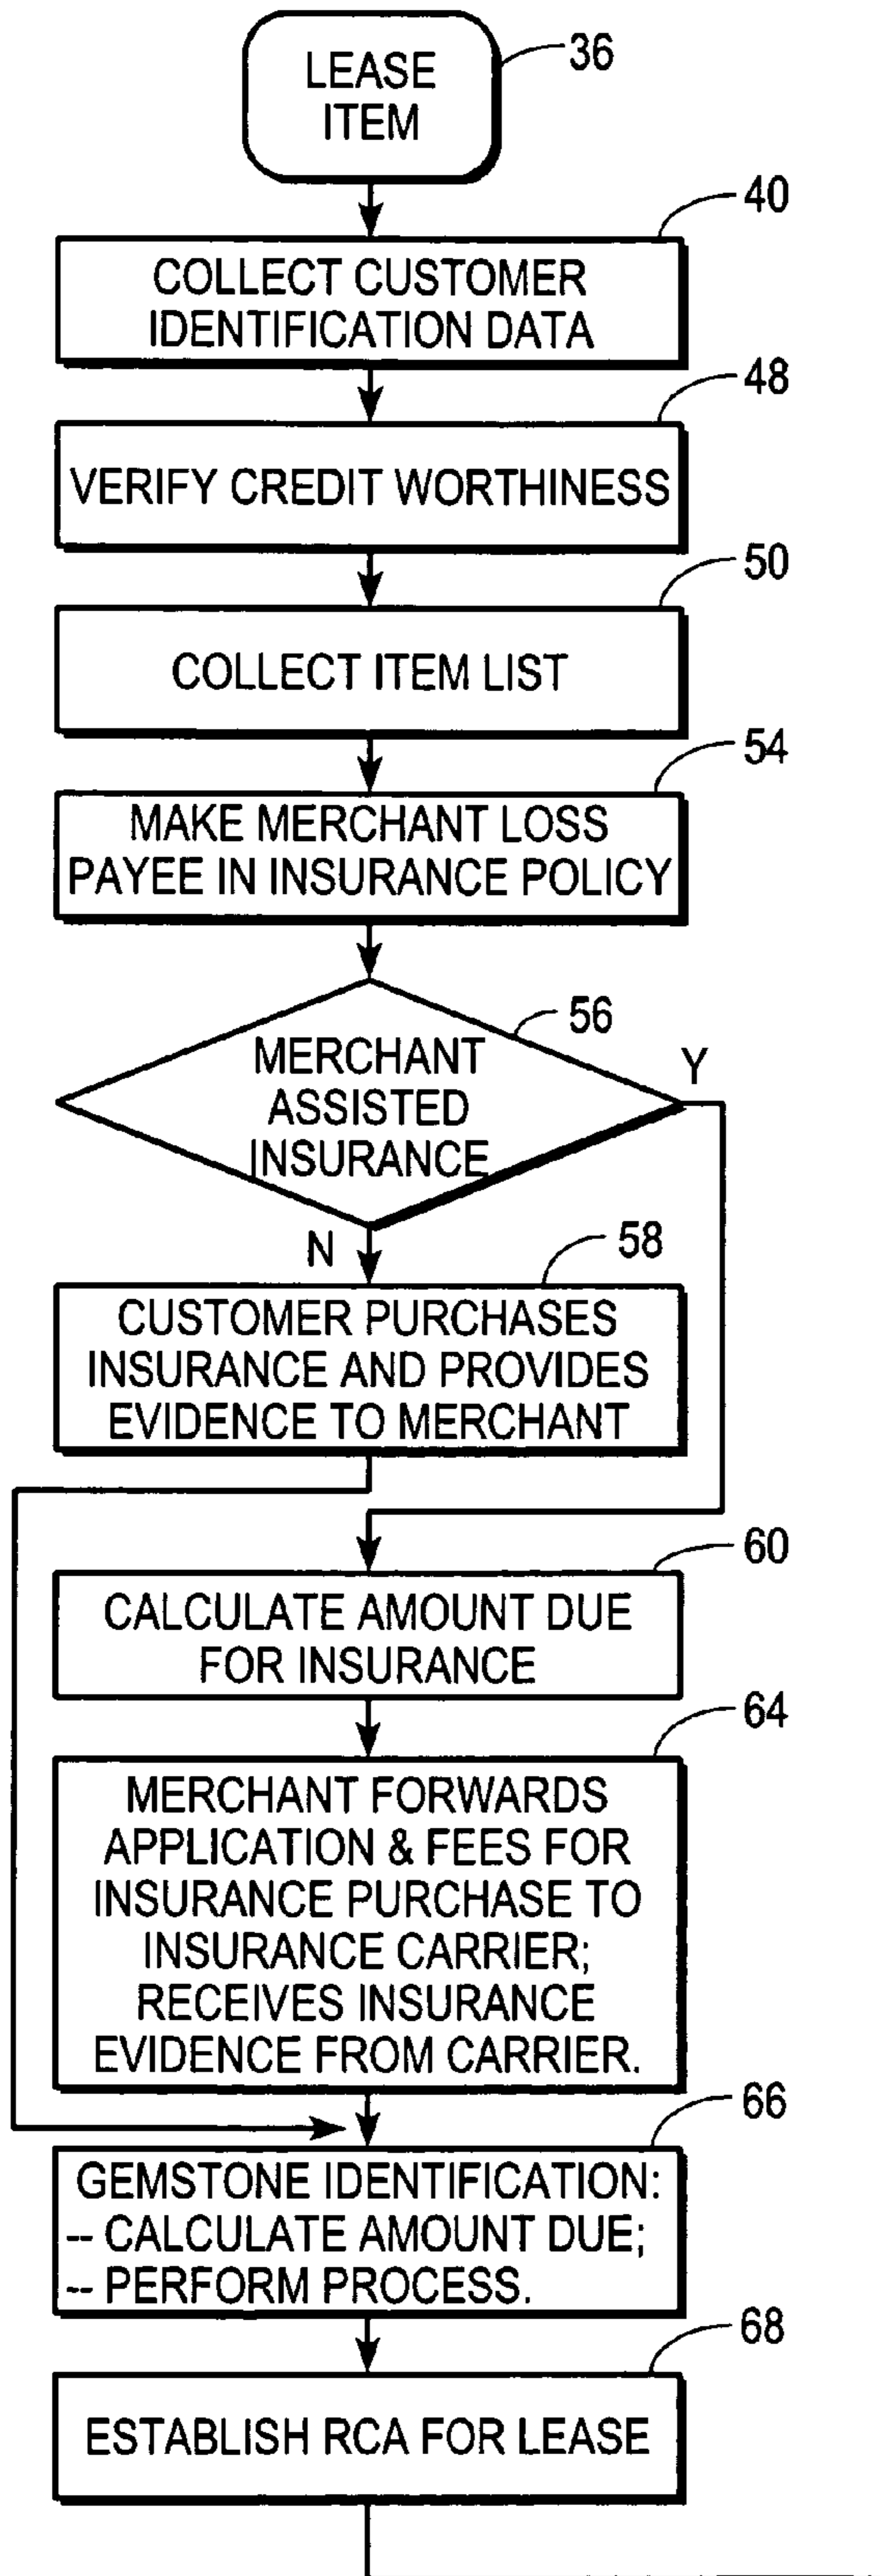 LEASE
ITEM
36
40
COLLECT CUSTOMER
IDENTIFICATION DATA
48
VERIFY CREDIT WORTHINESS
50
COLLECT ITEM LIST
54
MAKE MERCHANT LOSS
PAYEE IN INSURANCE POLICY
56
MERCHANT
ASSISTED
INSURANCE
Y
N
58
CUSTOMER PURCHASES
INSURANCE AND PROVIDES
EVIDENCE TO MERCHANT
60
CALCULATE AMOUNT DUE
FOR INSURANCE
64
MERCHANT FORWARDS
APPLICATION & FEES FOR
INSURANCE PURCHASE TO
INSURANCE CARRIER;
RECEIVES INSURANCE
EVIDENCE FROM CARRIER.
66
GEMSTONE IDENTIFICATION:
-- CALCULATE AMOUNT DUE;
-- PERFORM PROCESS.
68
ESTABLISH RCA FOR LEASE